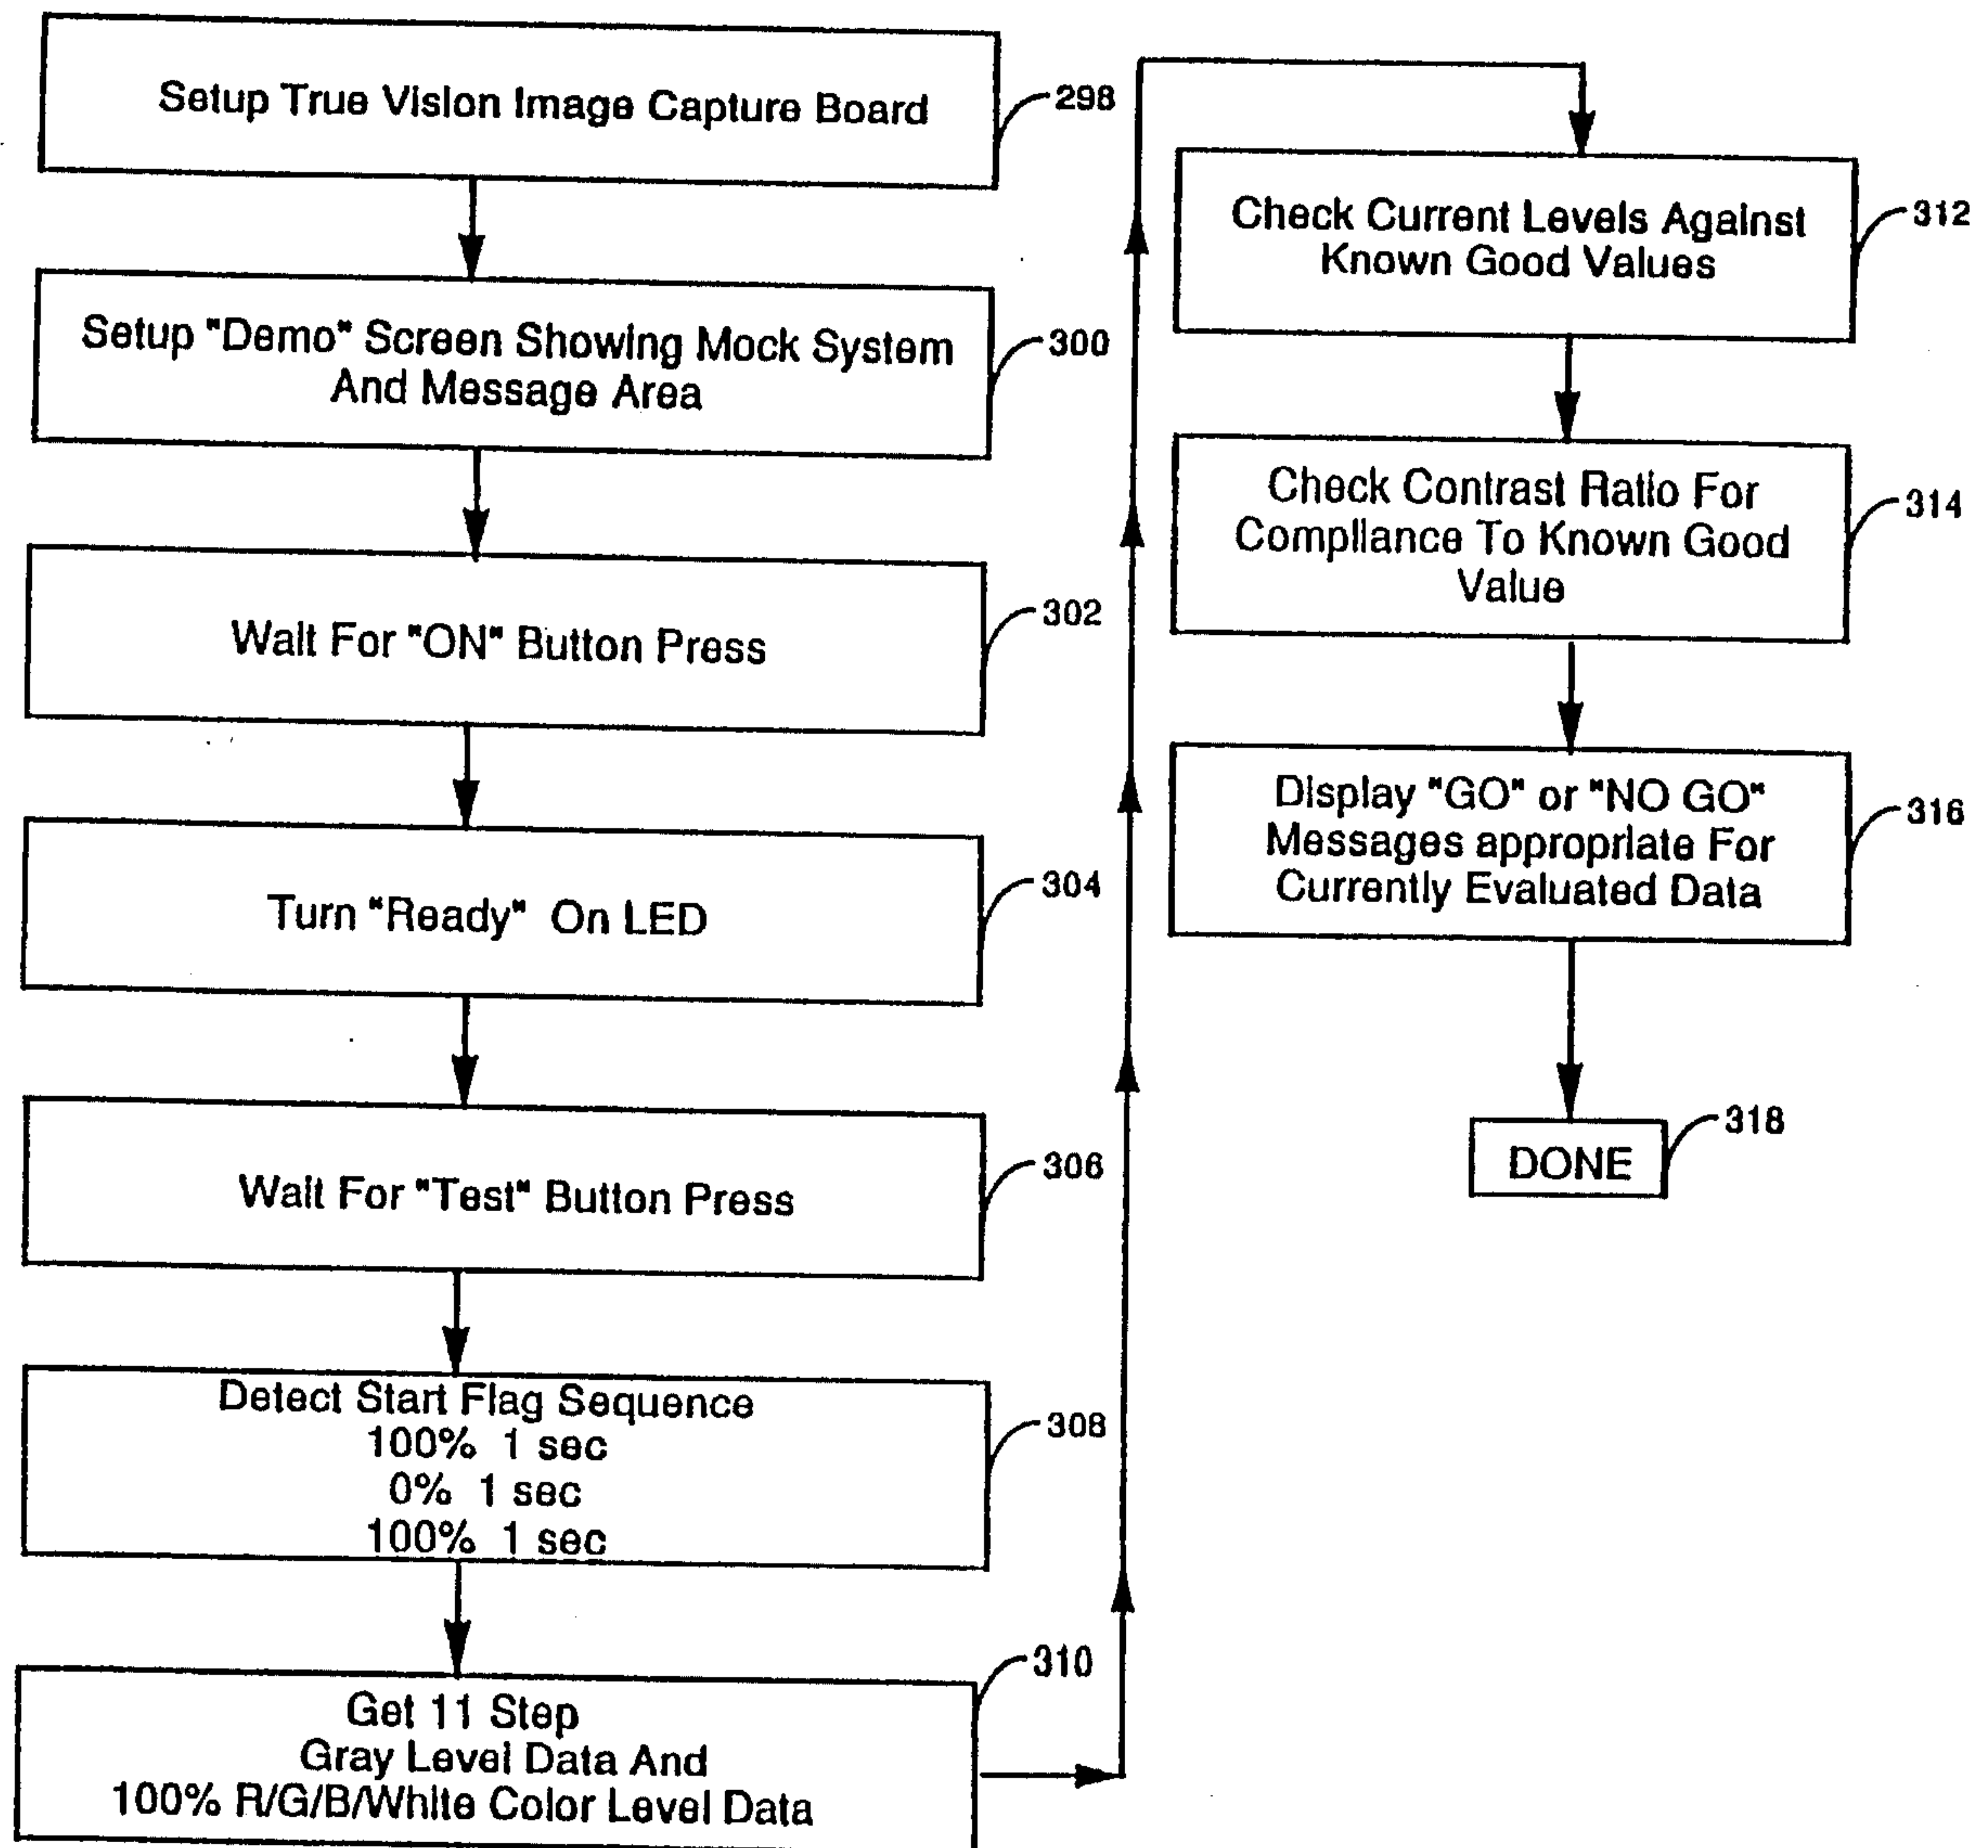 Setup True Vision Image Capture Board
298
Setup "Demo" Screen Showing Mock System
And Message Area
300
Wait For "ON" Button Press
302
Turn "Ready" On LED
304
Wait For "Test" Button Press
306
Detect Start Flag Sequence
100% 1 sec
0% 1 sec
100% 1 sec
308
Get 11 Step
Gray Level Data And
100% R/G/B/White Color Level Data
310
Check Current Levels Against
Known Good Values
312
Check Contrast Ratio For
Compliance To Known Good
Value
314
Display "GO" or "NO GO"
Messages appropriate For
Currently Evaluated Data
316
DONE
318